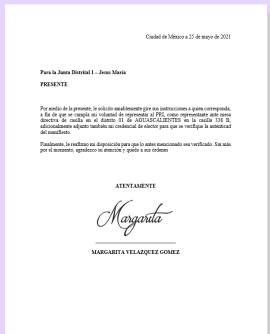 Ciudad de México a 25 de mayo de 2021
Para la Junta Distrital 1 – Jesus María
PRESENTE
Por medio de la presente, le solicito amablemente gire sus instrucciones a quien corresponda,
a fin de que se cumpla mi voluntad de representar al PRI, como representante ante mesa
directiva de casilla en el distrito 01 de AGUASCALIENTES en la casilla 338 B,
adicionalmente adjunto también mi credencial de elector para que se verifique la autenticidad
del manifiesto.
Finalmente, le reafirmo mi disposición para que lo antes mencionado sea verificado. Sin más
por el momento, agradezco su atención y quedo a sus ordenes
ATENTAMENTE
Margarita
MARGARITA VELAZQUEZ GOMEZ